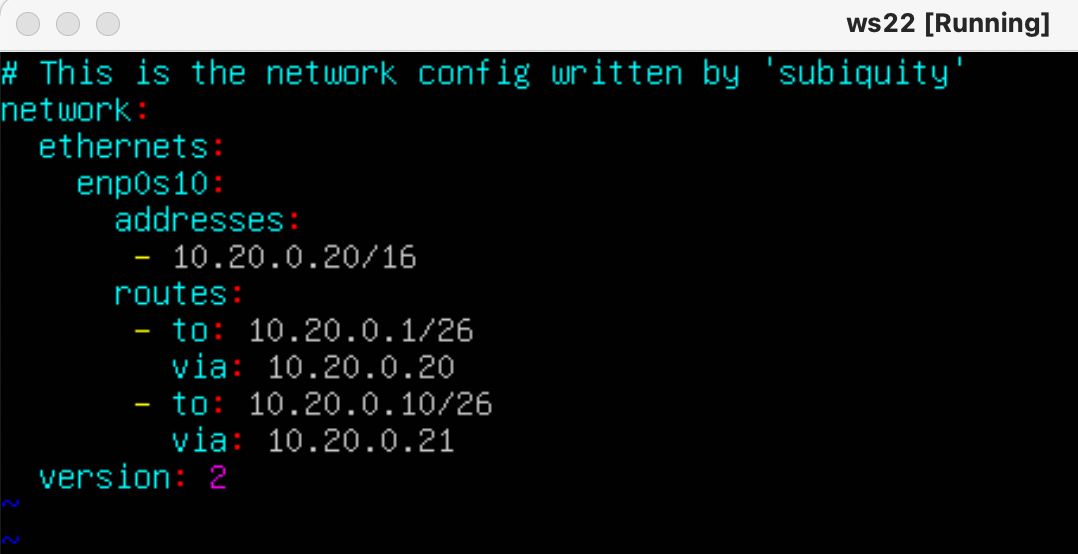 ws22 [Running]
# This is the network config written by 'subiquity'
network:
  ethernets:
    enp0s10:
      addresses:
       - 10.20.0.20/16
      routes:
       - to: 10.20.0.1/26
         via: 10.20.0.20
       - to: 10.20.0.10/26
         via: 10.20.0.21
  version: 2
~
~